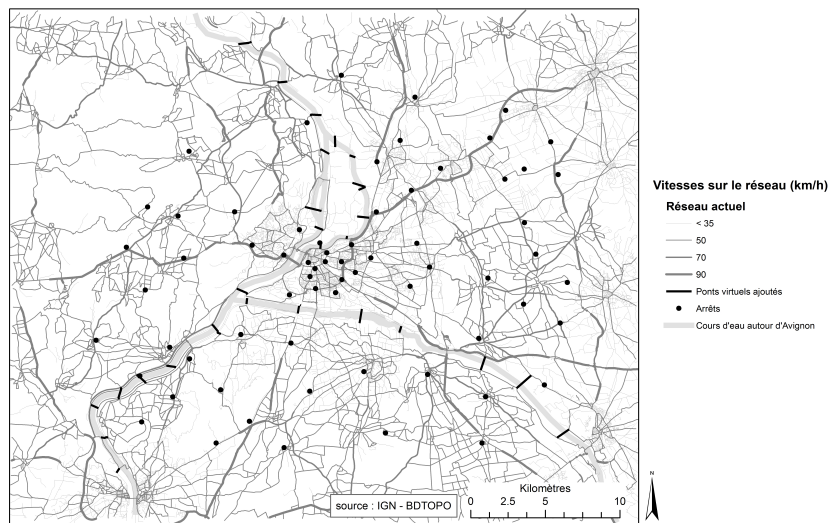 Vitesses sur le réseau (km/h)
Réseau actuel
< 35
50
70
90
Ponts virtuels ajoutés
Arrêts
Cours d'eau autour d'Avignon
N
Kilomètres
0 2.5 5 10
source : IGN - BDTOPO